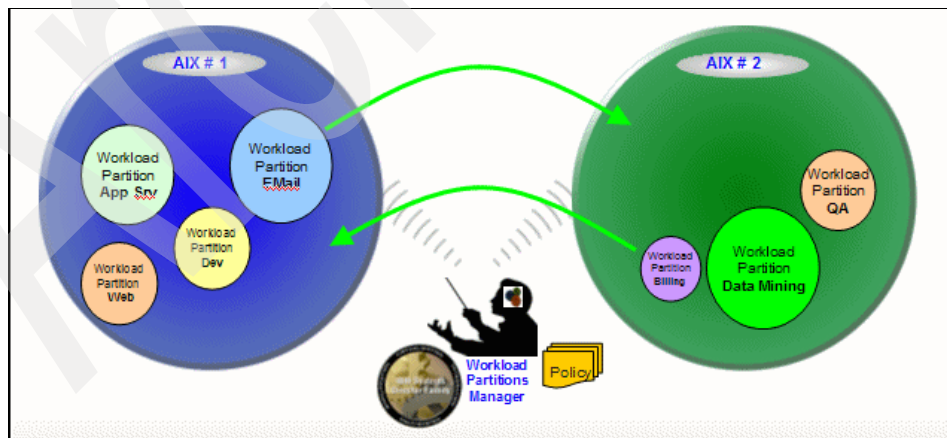 AIX # 1
AIX # 2
Workload
Partition
App Srv
Workload
Partition
EMail
Workload
Partition
Dev
Workload
Partition
Web
Workload
Partition
QA
Workload
Partition
Billing
Workload
Partition
Data Mining
Workload
Partitions
Manager
Policy